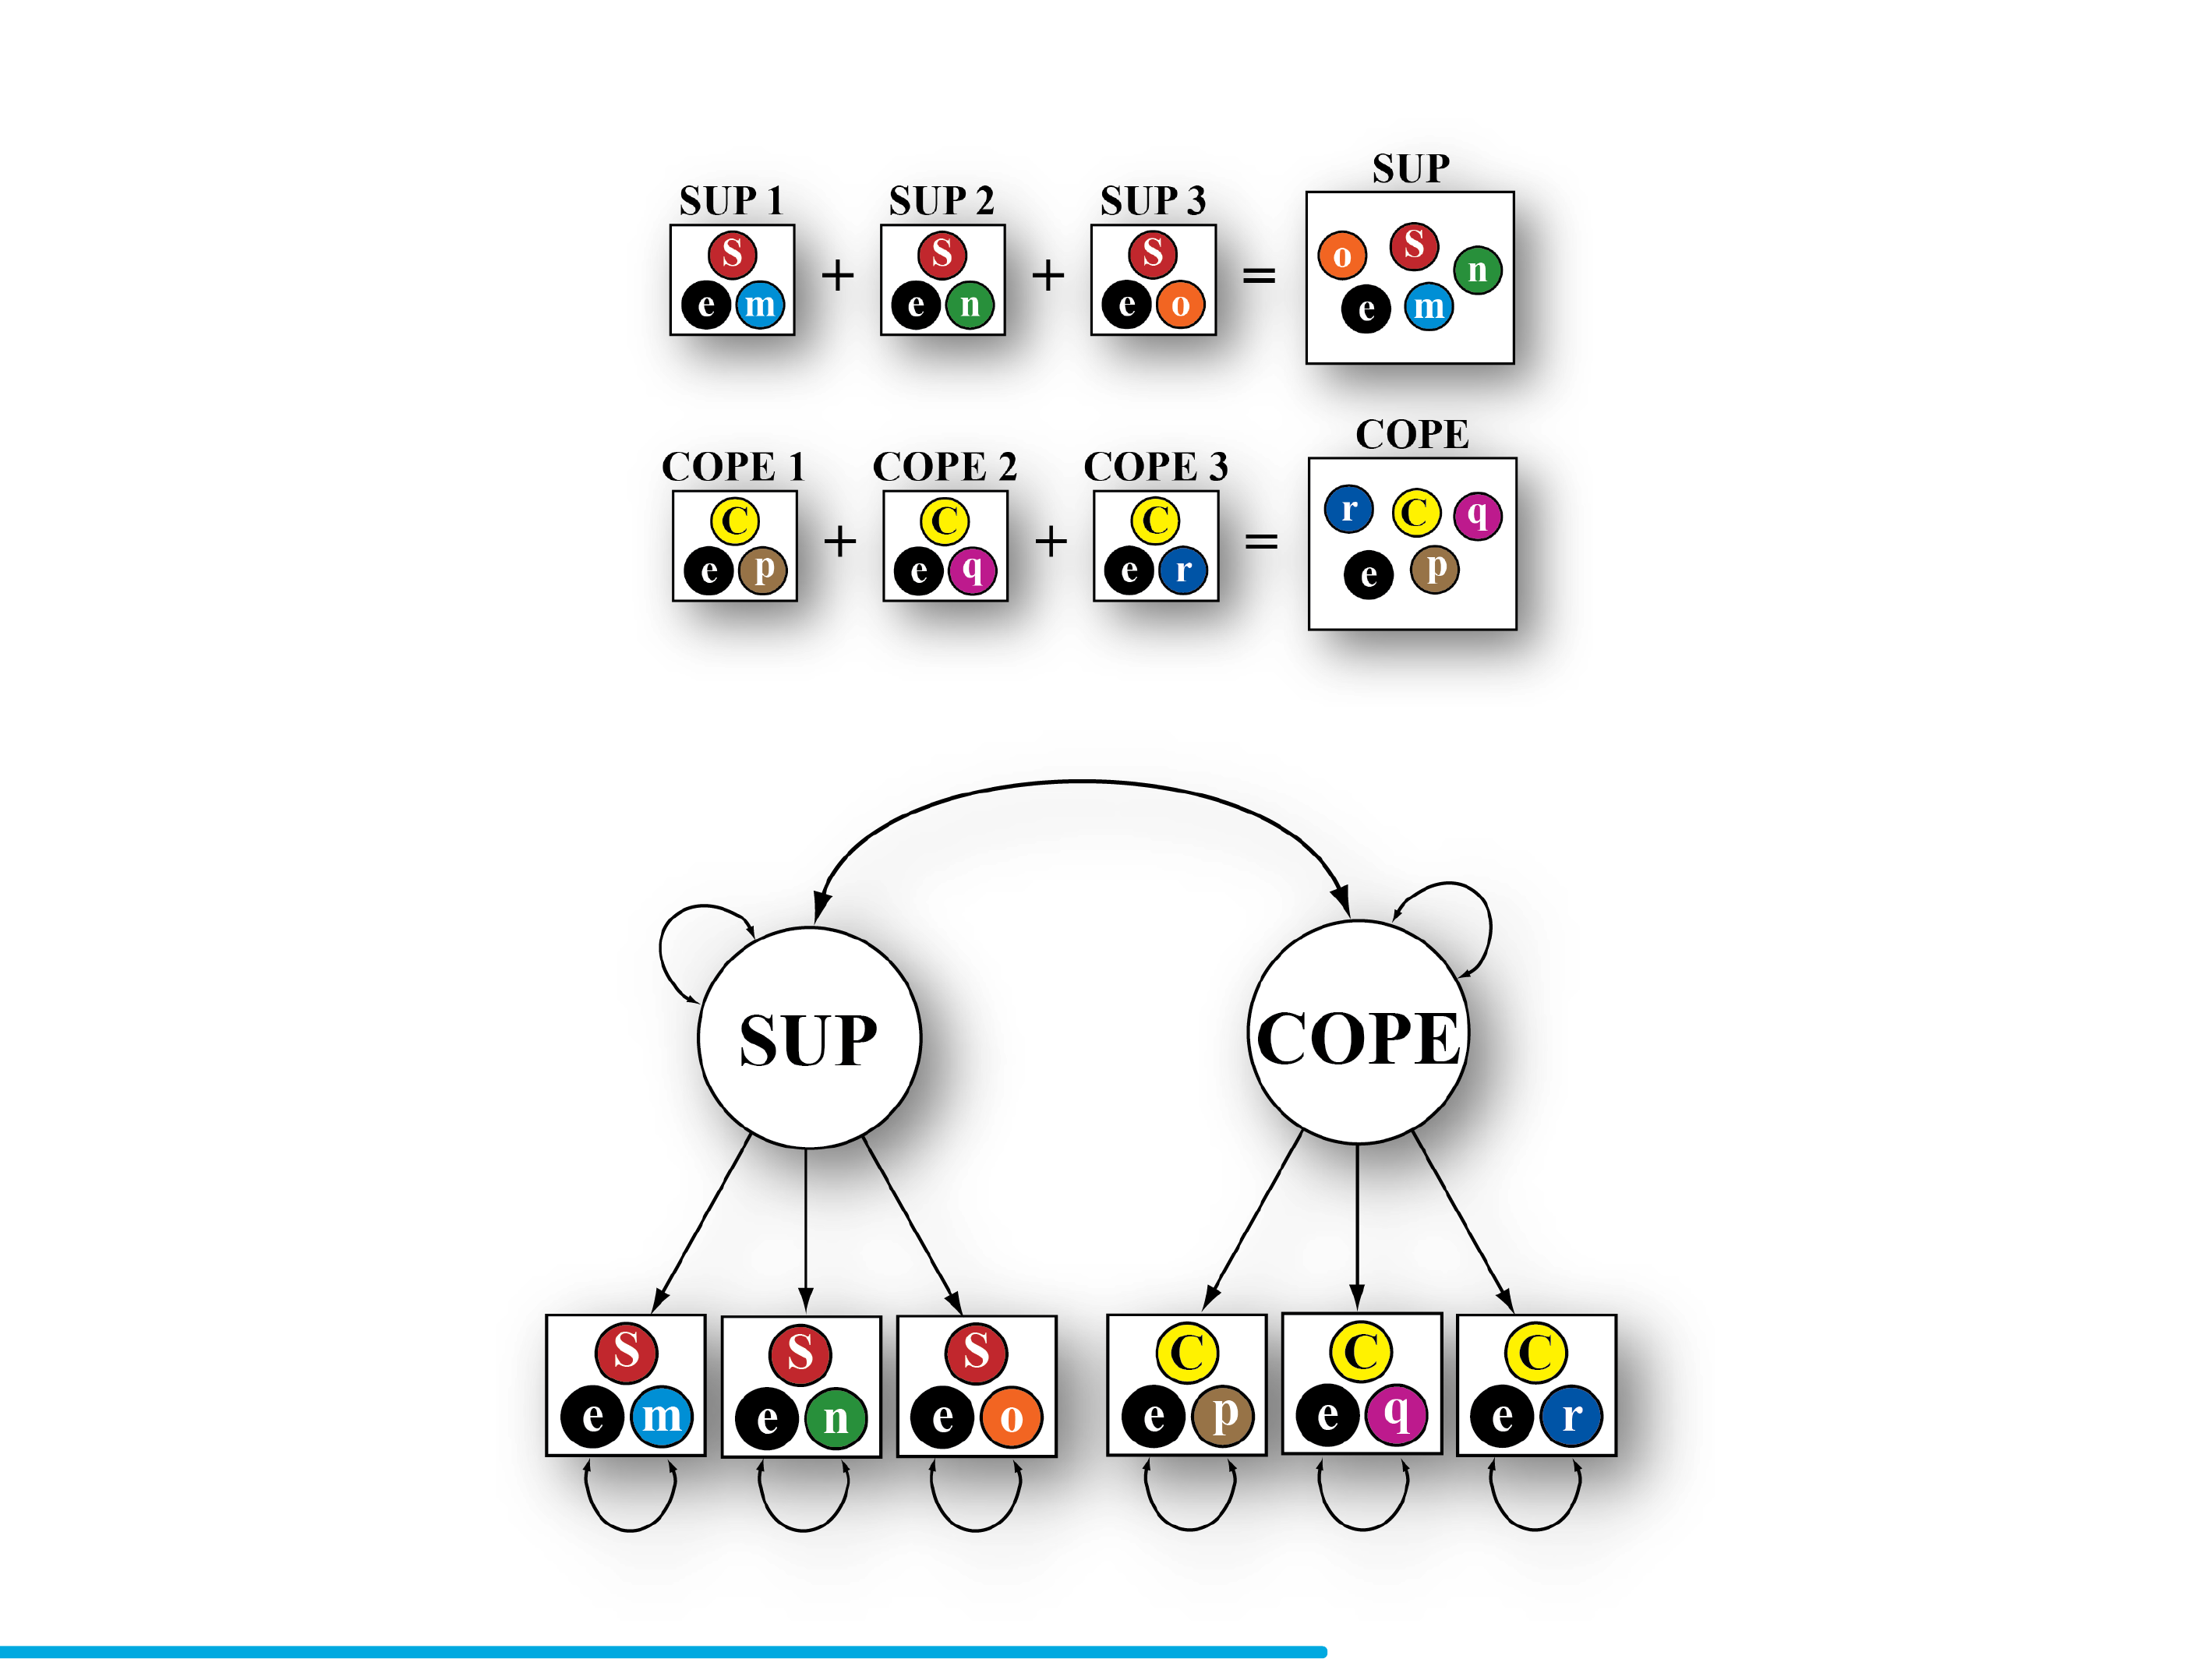 SUP
SUP 1 SUP 2 SUP 3
S + S + S = o S n
e m e n e o e m
COPE
COPE 1 COPE 2 COPE 3
C + C + C = r C q
e p e q e r e p
SUP COPE
S S S C C C
e m e n e o e p e q e r